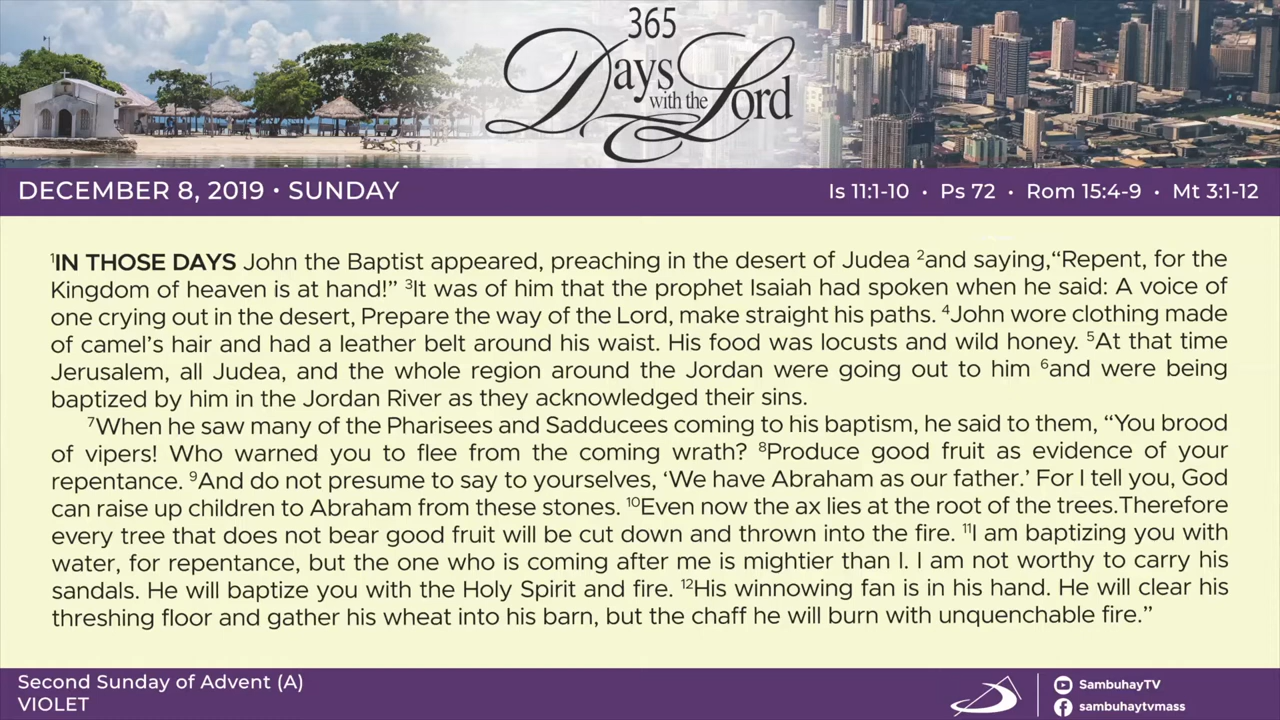 365
Days with the Lord
DECEMBER 8, 2019 • SUNDAY
Is 11:1-10 • Ps 72 • Rom 15:4-9 • Mt 3:1-12
¹IN THOSE DAYS John the Baptist appeared, preaching in the desert of Judea ²and saying,“Repent, for the
Kingdom of heaven is at hand!” ³It was of him that the prophet Isaiah had spoken when he said: A voice of
one crying out in the desert, Prepare the way of the Lord, make straight his paths. ⁴John wore clothing made
of camel’s hair and had a leather belt around his waist. His food was locusts and wild honey. ⁵At that time
Jerusalem, all Judea, and the whole region around the Jordan were going out to him ⁶and were being
baptized by him in the Jordan River as they acknowledged their sins.
⁷When he saw many of the Pharisees and Sadducees coming to his baptism, he said to them, “You brood
of vipers! Who warned you to flee from the coming wrath? ⁸Produce good fruit as evidence of your
repentance. ⁹And do not presume to say to yourselves, ‘We have Abraham as our father.’ For I tell you, God
can raise up children to Abraham from these stones. ¹⁰Even now the ax lies at the root of the trees.Therefore
every tree that does not bear good fruit will be cut down and thrown into the fire. ¹¹I am baptizing you with
water, for repentance, but the one who is coming after me is mightier than I. I am not worthy to carry his
sandals. He will baptize you with the Holy Spirit and fire. ¹²His winnowing fan is in his hand. He will clear his
threshing floor and gather his wheat into his barn, but the chaff he will burn with unquenchable fire.”
Second Sunday of Advent (A)
VIOLET
SambuhayTV
sambuhaytvmass